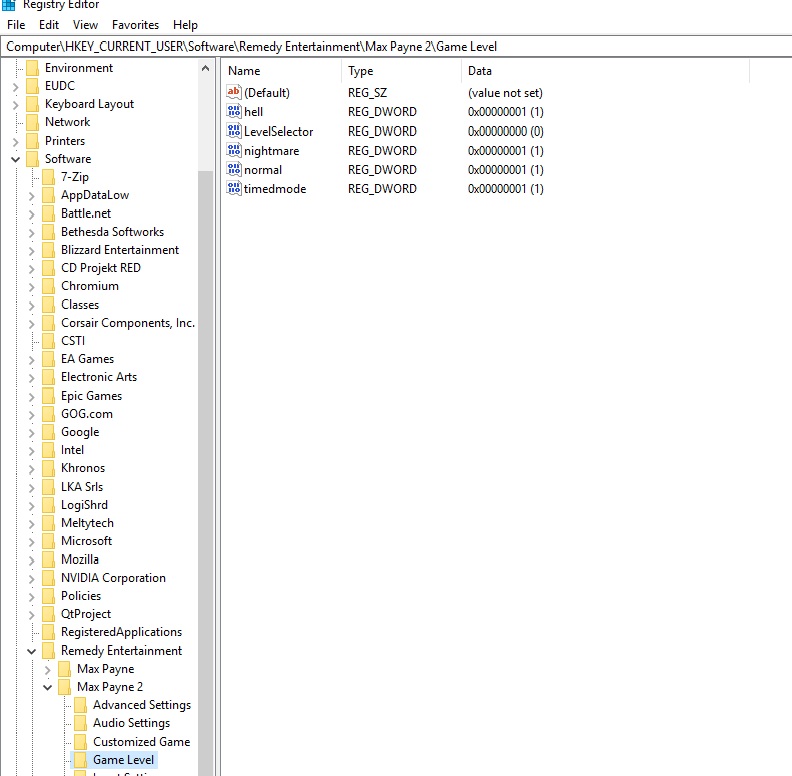 Registry Editor
File Edit View Favorites Help
Computer\HKEY_CURRENT_USER\Software\Remedy Entertainment\Max Payne 2\Game Level
Environment
EUDC
Keyboard Layout
Network
Printers
Software
7-Zip
AppDataLow
Battle.net
Bethesda Softworks
Blizzard Entertainment
CD Projekt RED
Chromium
Classes
Corsair Components, Inc.
CSTI
EA Games
Electronic Arts
Epic Games
GOG.com
Google
Intel
Khronos
LKA Srls
LogiShrd
Meltytech
Microsoft
Mozilla
NVIDIA Corporation
Policies
QtProject
RegisteredApplications
Remedy Entertainment
Max Payne
Max Payne 2
Advanced Settings
Audio Settings
Customized Game
Game Level
Name Type Data
(Default) REG_SZ (value not set)
hell REG_DWORD 0x00000001 (1)
LevelSelector REG_DWORD 0x00000000 (0)
nightmare REG_DWORD 0x00000001 (1)
normal REG_DWORD 0x00000001 (1)
timedmode REG_DWORD 0x00000001 (1)